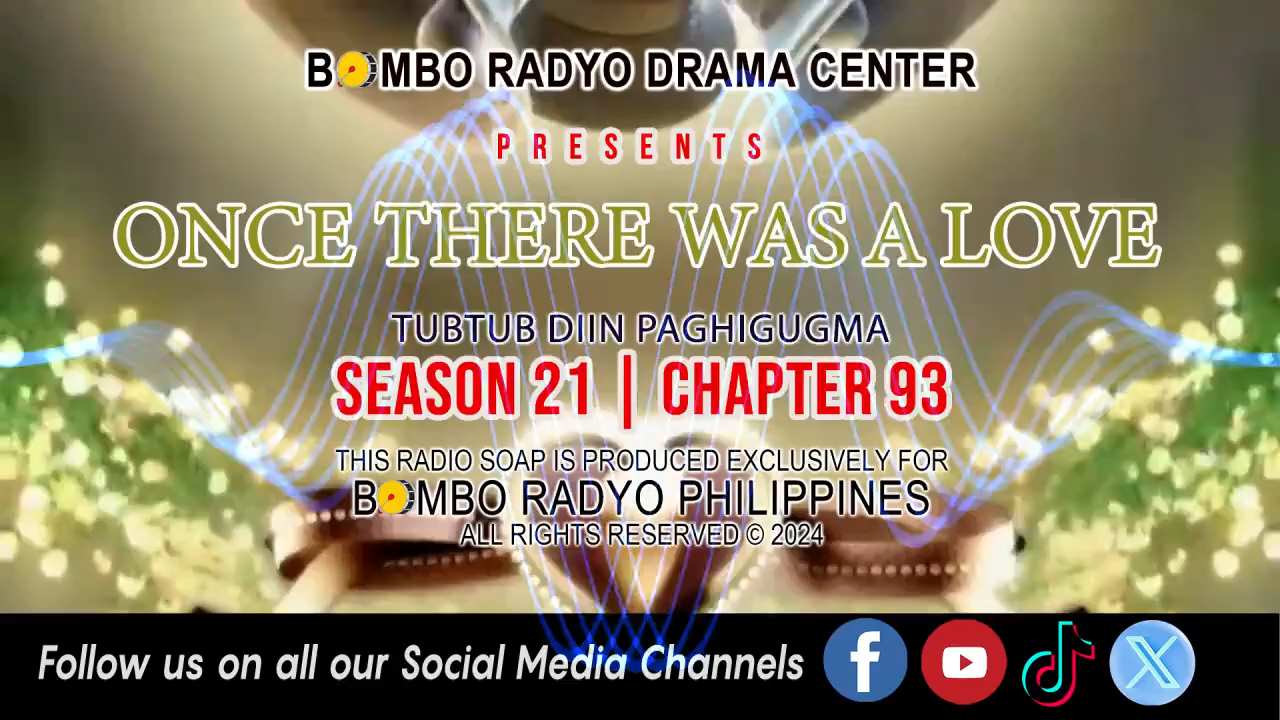 BOMBO RADYO DRAMA CENTER
PRESENTS
ONCE THERE WAS A LOVE
TUBTUB DIIN PAGHIGUGMA
SEASON 21 | CHAPTER 93
THIS RADIO SOAP IS PRODUCED EXCLUSIVELY FOR
BOMBO RADYO PHILIPPINES
ALL RIGHTS RESERVED © 2024
Follow us on all our Social Media Channels